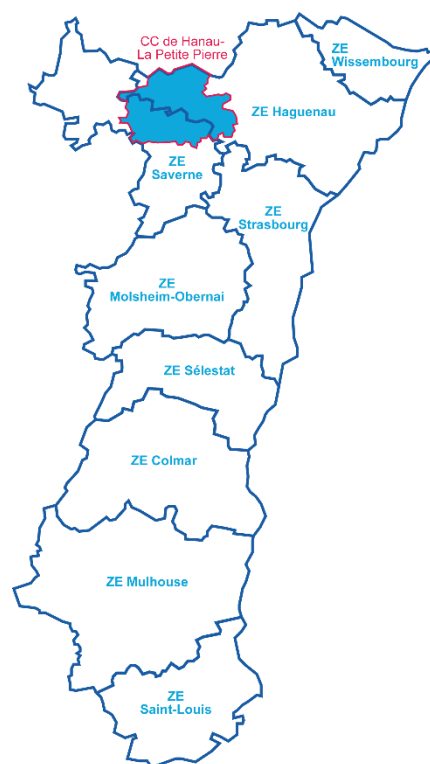 CC de Hanau-
La Petite Pierre
ZE
Wissembourg
ZE Haguenau
ZE
Saverne
ZE
Strasbourg
ZE
Molsheim-Obernai
ZE Sélestat
ZE Colmar
ZE Mulhouse
ZE
Saint-Louis